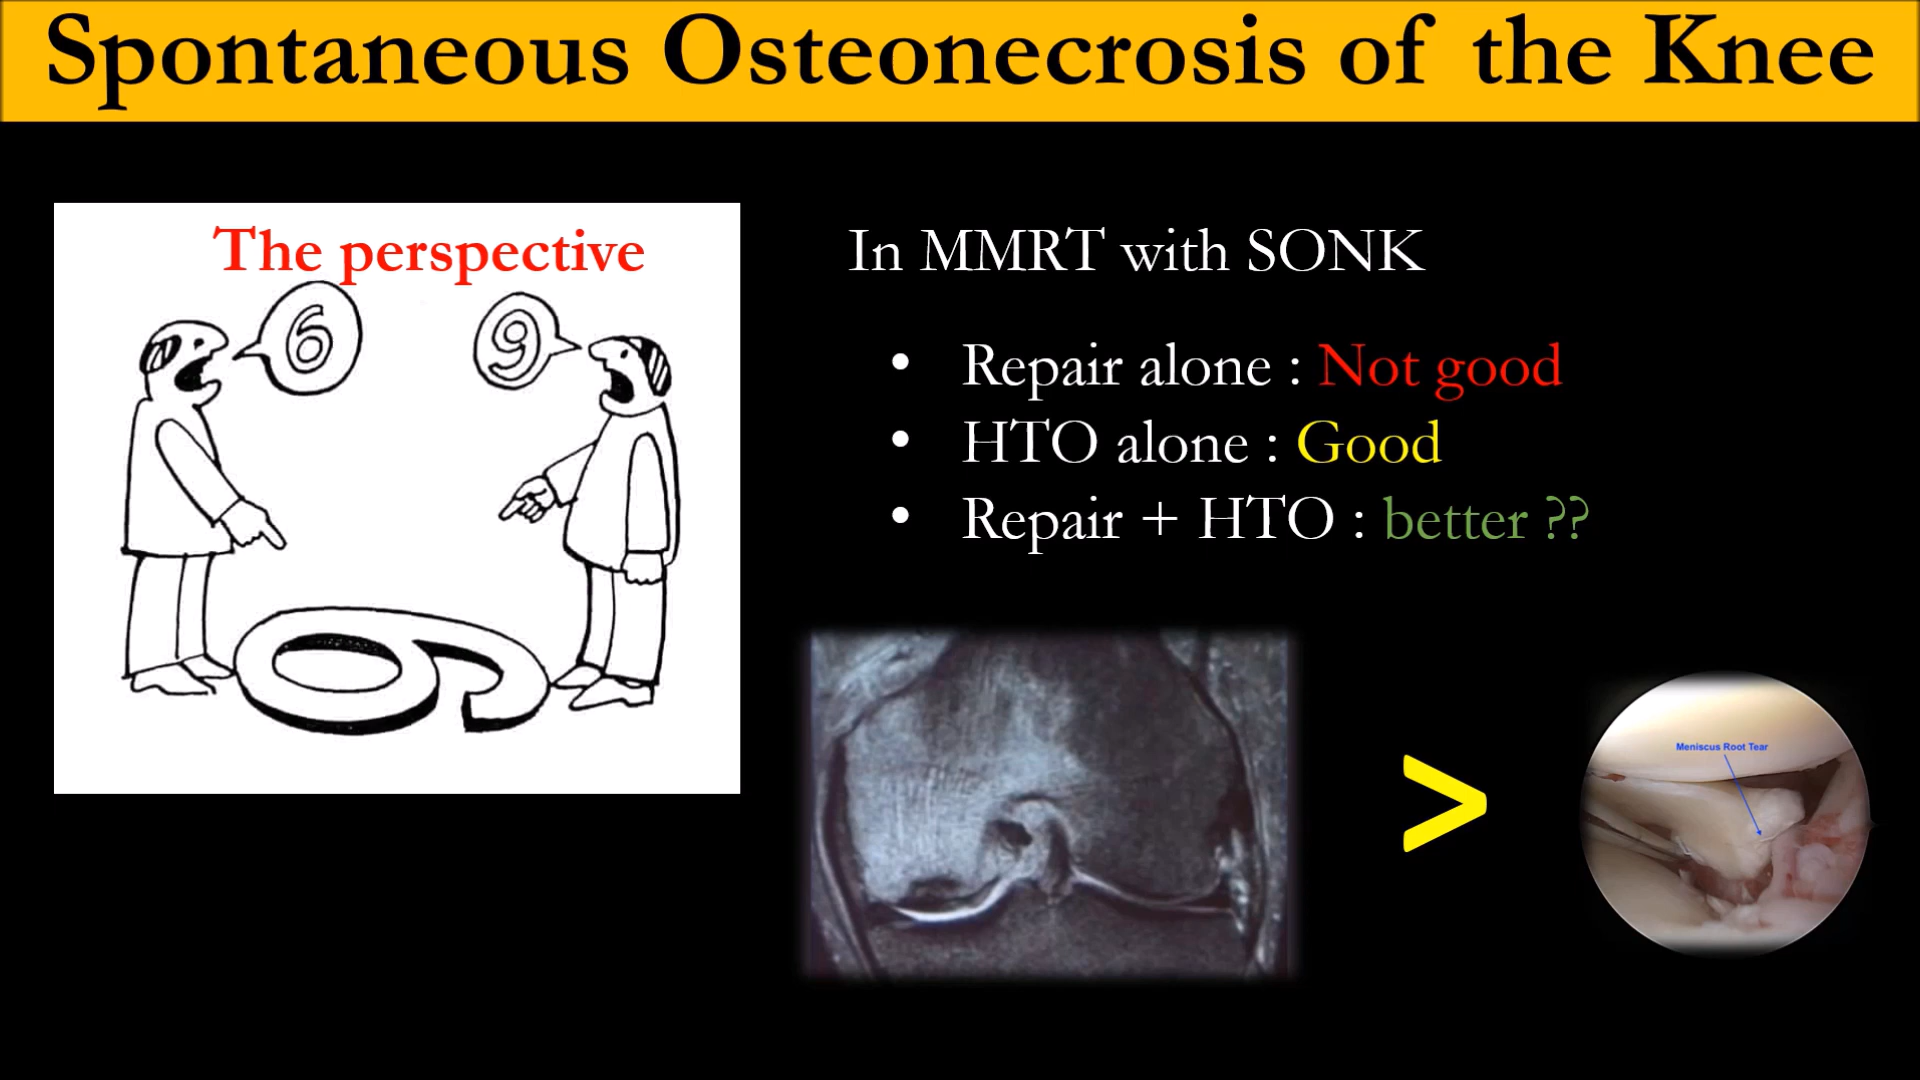 Spontaneous Osteonecrosis of the Knee
The perspective
6
9
In MMRT with SONK
• Repair alone : Not good
• HTO alone : Good
• Repair + HTO : better ??
>
Meniscus Root Tear